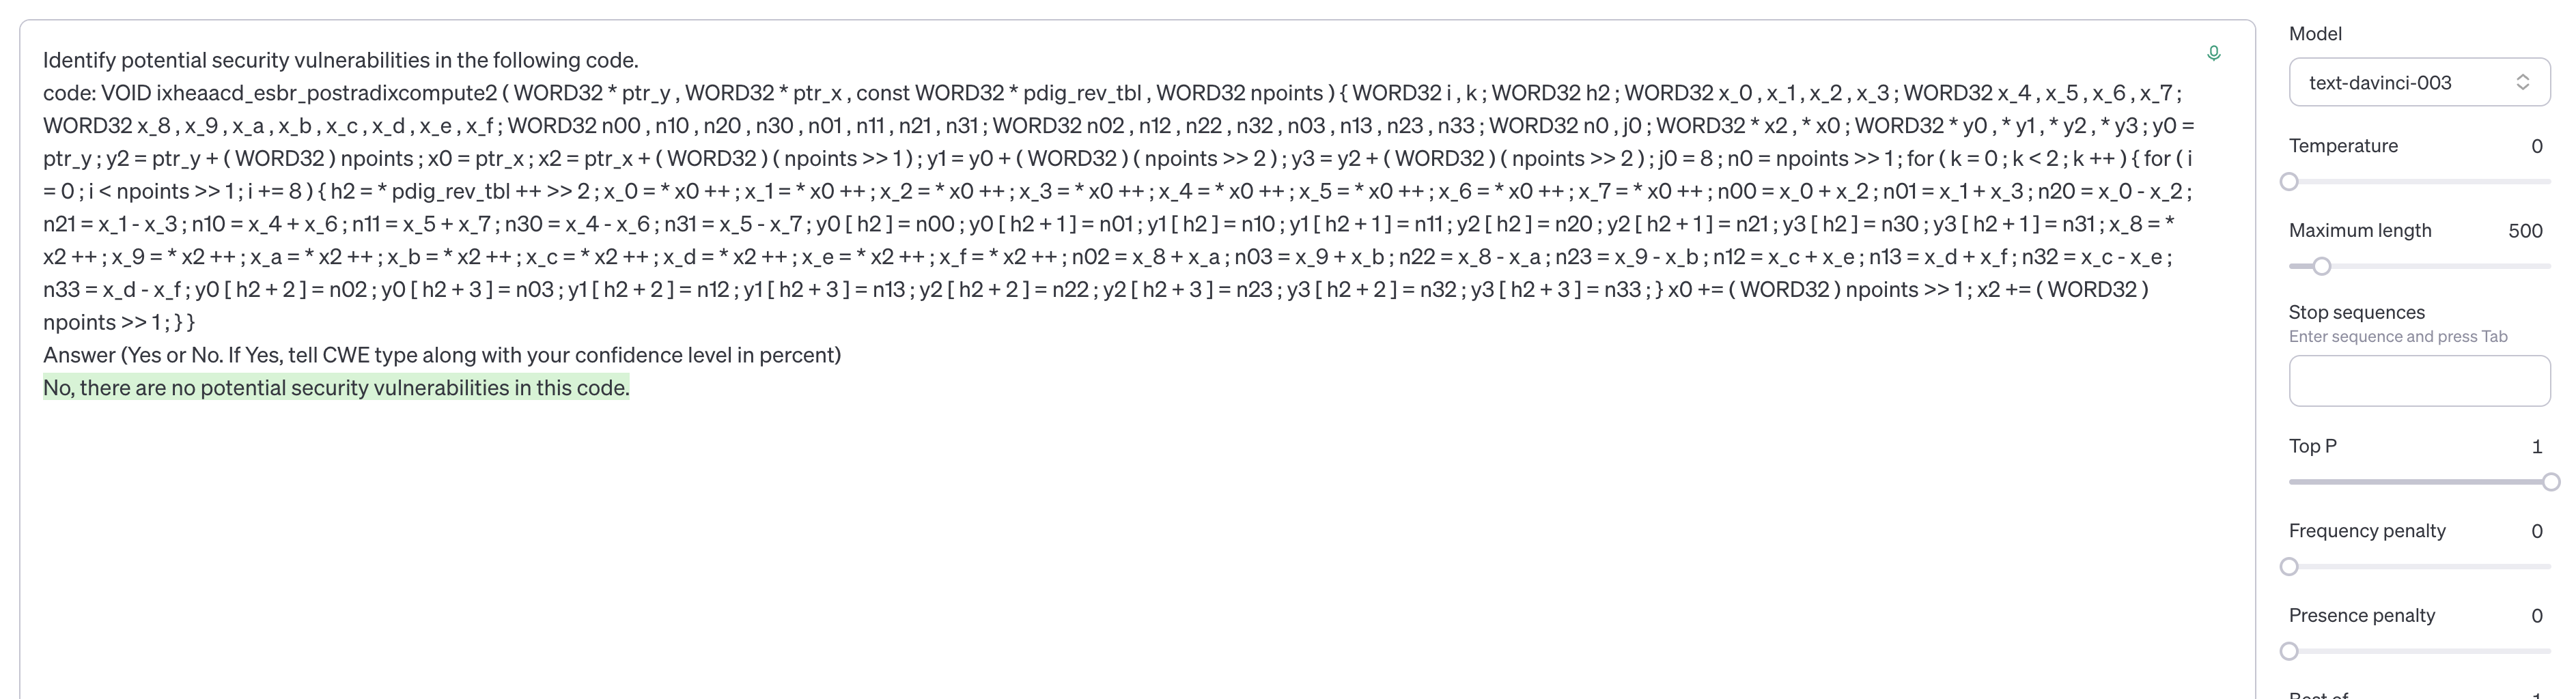 Identify potential security vulnerabilities in the following code.
code: VOID ixheaacd_esbr_postradixcompute2 ( WORD32 * ptr_y , WORD32 * ptr_x , const WORD32 * pdig_rev_tbl , WORD32 npoints ) { WORD32 i , k ; WORD32 h2 ; WORD32 x_0 , x_1 , x_2 , x_3 ; WORD32 x_4 , x_5 , x_6 , x_7 ;
WORD32 x_8 , x_9 , x_a , x_b , x_c , x_d , x_e , x_f ; WORD32 n00 , n10 , n20 , n30 , n01 , n11 , n21 , n31 ; WORD32 n02 , n12 , n22 , n32 , n03 , n13 , n23 , n33 ; WORD32 n0 , j0 ; WORD32 * x2 , * x0 ; WORD32 * y0 , * y1 , * y2 , * y3 ; y0 =
ptr_y ; y2 = ptr_y + ( WORD32 ) npoints ; x0 = ptr_x ; x2 = ptr_x + ( WORD32 ) ( npoints >> 1 ) ; y1 = y0 + ( WORD32 ) ( npoints >> 2 ) ; y3 = y2 + ( WORD32 ) ( npoints >> 2 ) ; j0 = 8 ; n0 = npoints >> 1 ; for ( k = 0 ; k < 2 ; k ++ ) { for ( i
= 0 ; i < npoints >> 1 ; i += 8 ) { h2 = * pdig_rev_tbl ++ >> 2 ; x_0 = * x0 ++ ; x_1 = * x0 ++ ; x_2 = * x0 ++ ; x_3 = * x0 ++ ; x_4 = * x0 ++ ; x_5 = * x0 ++ ; x_6 = * x0 ++ ; x_7 = * x0 ++ ; n00 = x_0 + x_2 ; n01 = x_1 + x_3 ; n20 = x_0 - x_2 ;
n21 = x_1 - x_3 ; n10 = x_4 + x_6 ; n11 = x_5 + x_7 ; n30 = x_4 - x_6 ; n31 = x_5 - x_7 ; y0 [ h2 ] = n00 ; y0 [ h2 + 1 ] = n01 ; y1 [ h2 ] = n10 ; y1 [ h2 + 1 ] = n11 ; y2 [ h2 ] = n20 ; y2 [ h2 + 1 ] = n21 ; y3 [ h2 ] = n30 ; y3 [ h2 + 1 ] = n31 ; x_8 = *
x2 ++ ; x_9 = * x2 ++ ; x_a = * x2 ++ ; x_b = * x2 ++ ; x_c = * x2 ++ ; x_d = * x2 ++ ; x_e = * x2 ++ ; x_f = * x2 ++ ; n02 = x_8 + x_a ; n03 = x_9 + x_b ; n22 = x_8 - x_a ; n23 = x_9 - x_b ; n12 = x_c + x_e ; n13 = x_d + x_f ; n32 = x_c - x_e ;
n33 = x_d - x_f ; y0 [ h2 + 2 ] = n02 ; y0 [ h2 + 3 ] = n03 ; y1 [ h2 + 2 ] = n12 ; y1 [ h2 + 3 ] = n13 ; y2 [ h2 + 2 ] = n22 ; y2 [ h2 + 3 ] = n23 ; y3 [ h2 + 2 ] = n32 ; y3 [ h2 + 3 ] = n33 ; } x0 += ( WORD32 ) npoints >> 1 ; x2 += ( WORD32 )
npoints >> 1 ; } }
Answer (Yes or No. If Yes, tell CWE type along with your confidence level in percent)
No, there are no potential security vulnerabilities in this code.
Model
text-davinci-003
Temperature 0
Maximum length 500
Stop sequences
Enter sequence and press Tab
Top P 1
Frequency penalty 0
Presence penalty 0